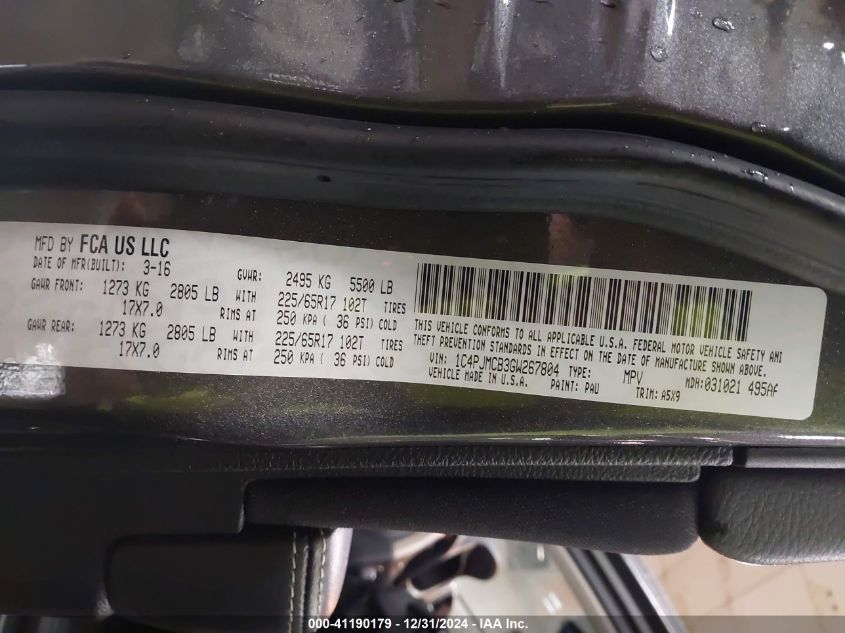 MFD BY FCA US LLC
DATE OF MFR(BUILT): 3-16 GVWR: 2495 KG 5500 LB
GAWR FRONT: 1273 KG 2805 LB WITH 225/65R17 102T TIRES
17X7.0 RIMS AT 250 KPA ( 36 PSI) COLD
GAWR REAR: 1273 KG 2805 LB WITH 225/65R17 102T TIRES
17X7.0 RIMS AT 250 KPA ( 36 PSI) COLD
THIS VEHICLE CONFORMS TO ALL APPLICABLE U.S.A. FEDERAL MOTOR VEHICLE SAFETY AND
THEFT PREVENTION STANDARDS IN EFFECT ON THE DATE OF MANUFACTURE SHOWN ABOVE.
VIN: 1C4PJMCB3GW267804 TYPE: MPV MDH:031021 495AF
VEHICLE MADE IN U.S.A. PAINT: PAU TRIM: A5X9
000-41190179 - 12/31/2024 - IAA Inc.